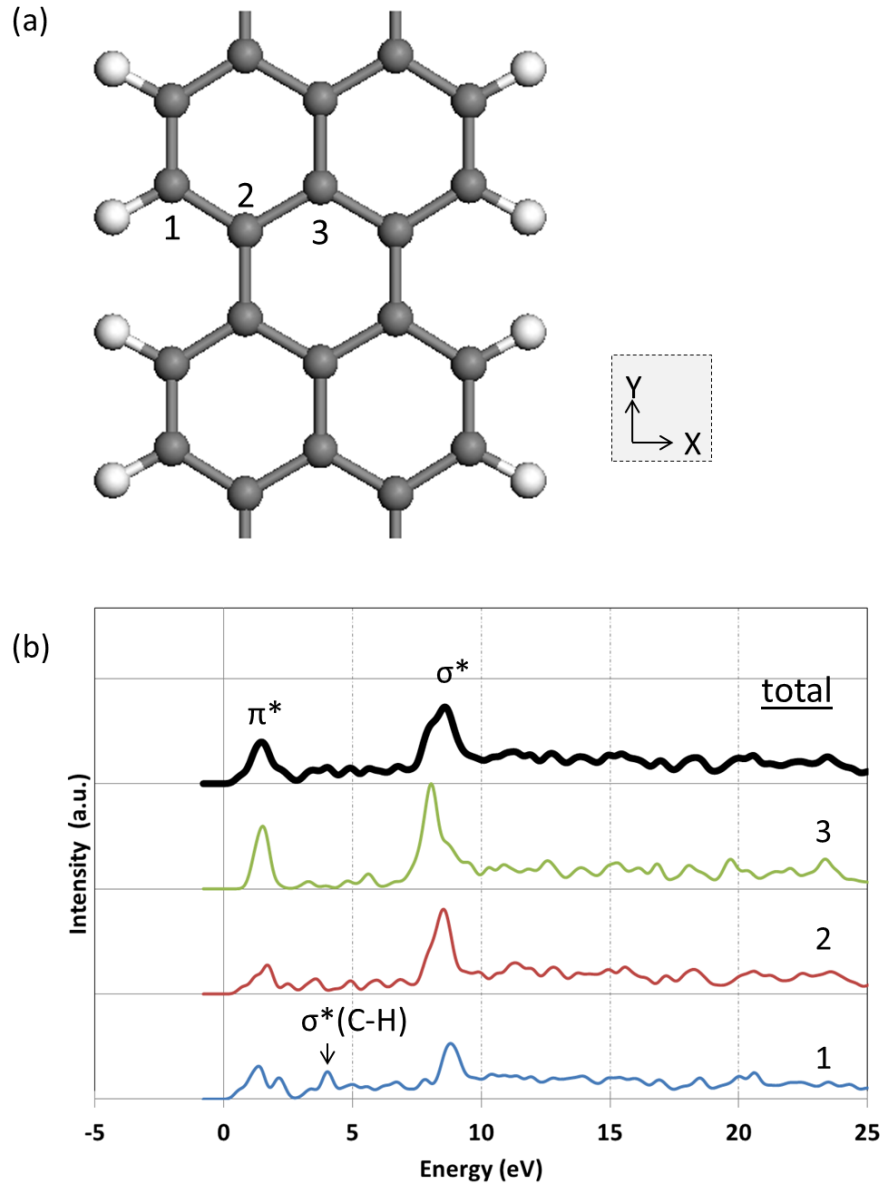 (a)
2
1
3
Y
X
(b)
σ*
π*
total
3
2
σ*(C-H)
1
Intensity (a.u.)
-5 0 5 10 15 20 25
Energy (eV)